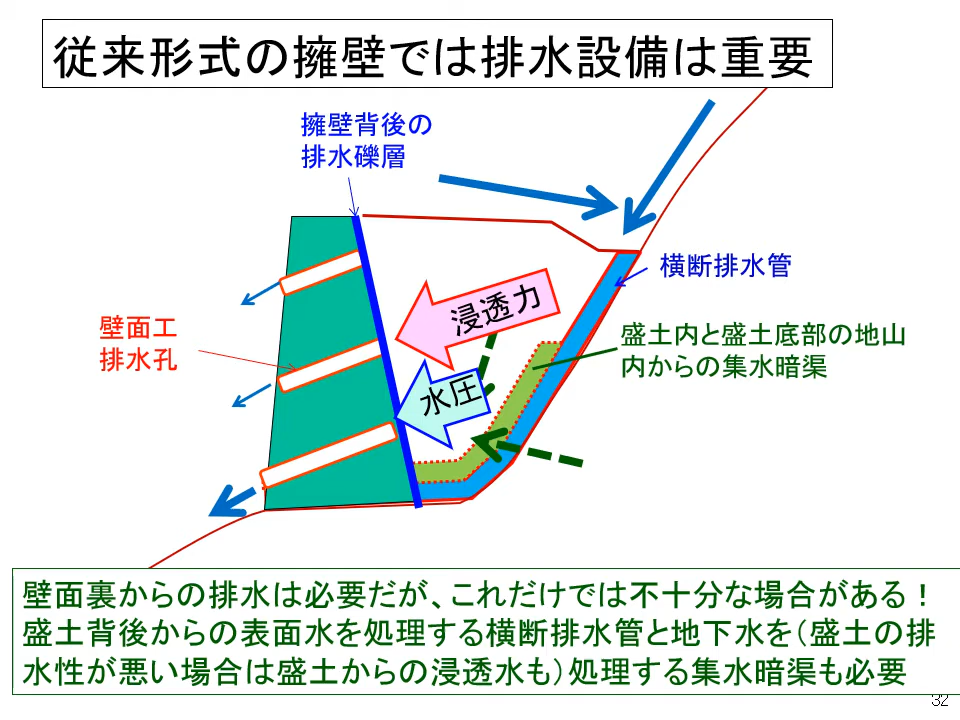 従来形式の擁壁では排水設備は重要
擁壁背後の
排水礫層
横断排水管
浸透力
壁面工
排水孔
盛土内と盛土底部の地山
内からの集水暗渠
水圧
壁面裏からの排水は必要だが、これだけでは不十分な場合がある！
盛土背後からの表面水を処理する横断排水管と地下水を（盛土の排
水性が悪い場合は盛土からの浸透水も）処理する集水暗渠も必要
32